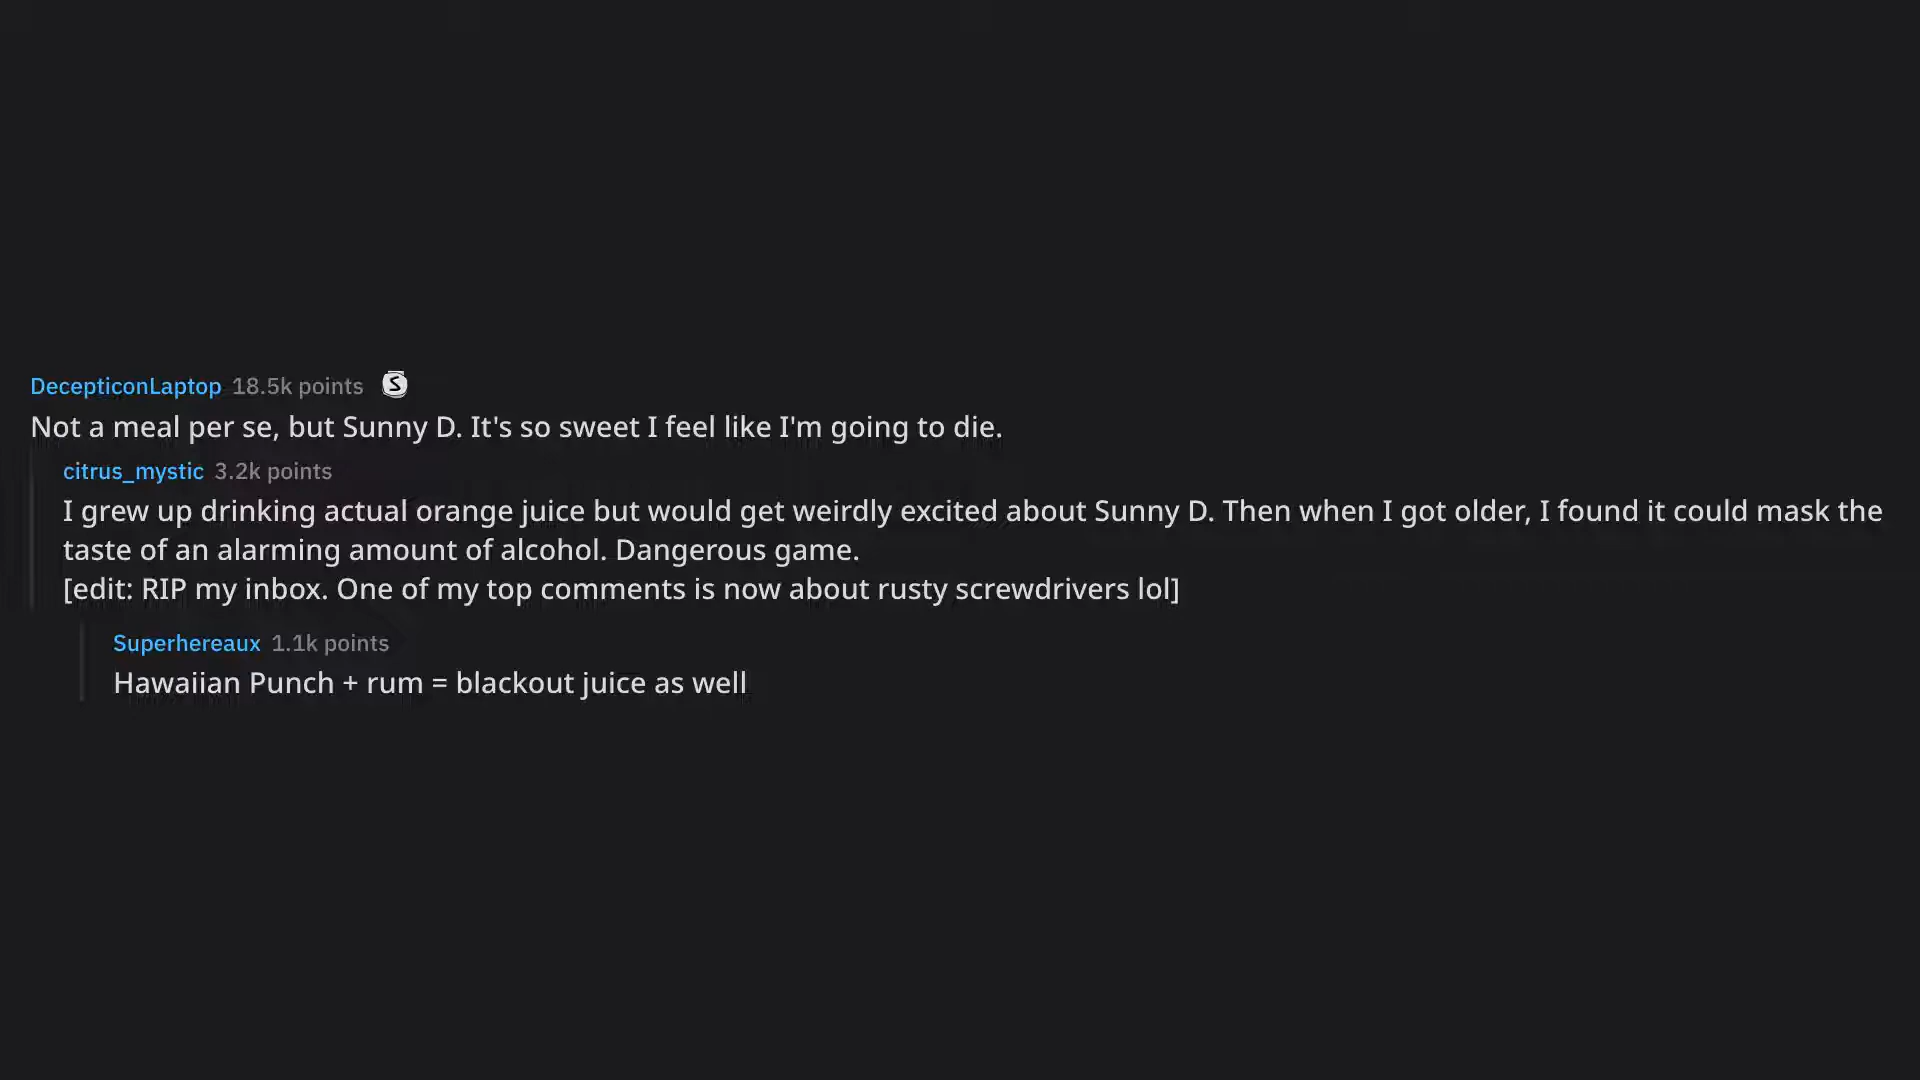 DecepticonLaptop 18.5k points S
Not a meal per se, but Sunny D. It's so sweet I feel like I'm going to die.
citrus_mystic 3.2k points
I grew up drinking actual orange juice but would get weirdly excited about Sunny D. Then when I got older, I found it could mask the
taste of an alarming amount of alcohol. Dangerous game.
[edit: RIP my inbox. One of my top comments is now about rusty screwdrivers lol]
Superhereaux 1.1k points
Hawaiian Punch + rum = blackout juice as well